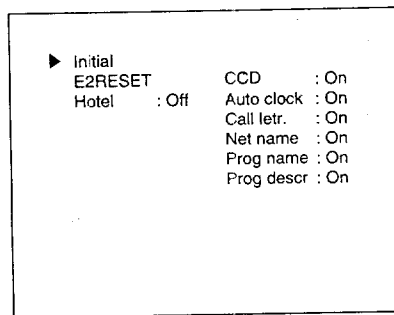 ▶ Initial
E2RESET CCD : On
Hotel : Off Auto clock : On
Call letr. : On
Net name : On
Prog name : On
Prog descr : On